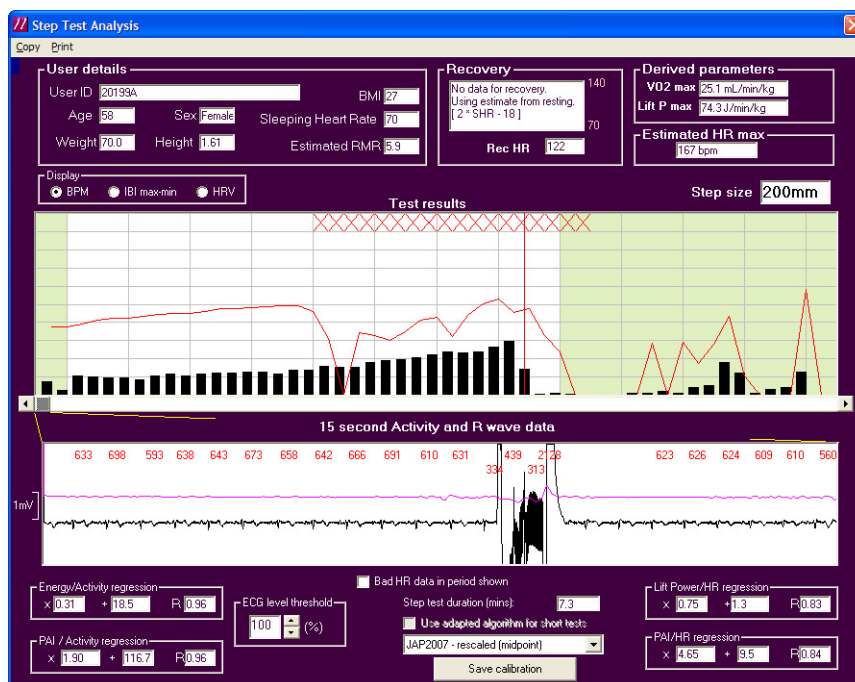 Step Test Analysis
Copy Print
User details
User ID 20199A
BMI 27
Age 58 Sex Female Sleeping Heart Rate 70
Weight 70.0 Height 1.61 Estimated RMR 5.9
Recovery
No data for recovery.
Using estimate from resting.
[ 2 * SHR - 18 ]
140
70
Rec HR 122
Derived parameters
VO2 max 25.1 mL/min/kg
Lift P max 74.3 J/min/kg
Estimated HR max
167 bpm
Display
BPM IBI max-min HRV
Step size 200mm
Test results
15 second Activity and R wave data
633 698 593 638 643 673 658 642 666 691 610 631 439 2128 623 626 624 609 610 560
334 313
1mV
Bad HR data in period shown
Energy/Activity regression
x 0.31 + 18.5 R 0.96
PAI / Activity regression
x 1.90 + 116.7 R 0.96
ECG level threshold
100 (%)
Step test duration (mins): 7.3
Use adapted algorithm for short tests
JAP2007 - rescaled (midpoint)
Save calibration
Lift Power/HR regression
x 0.75 +1.3 R 0.83
PAI/HR regression
x 4.65 + 9.5 R 0.84